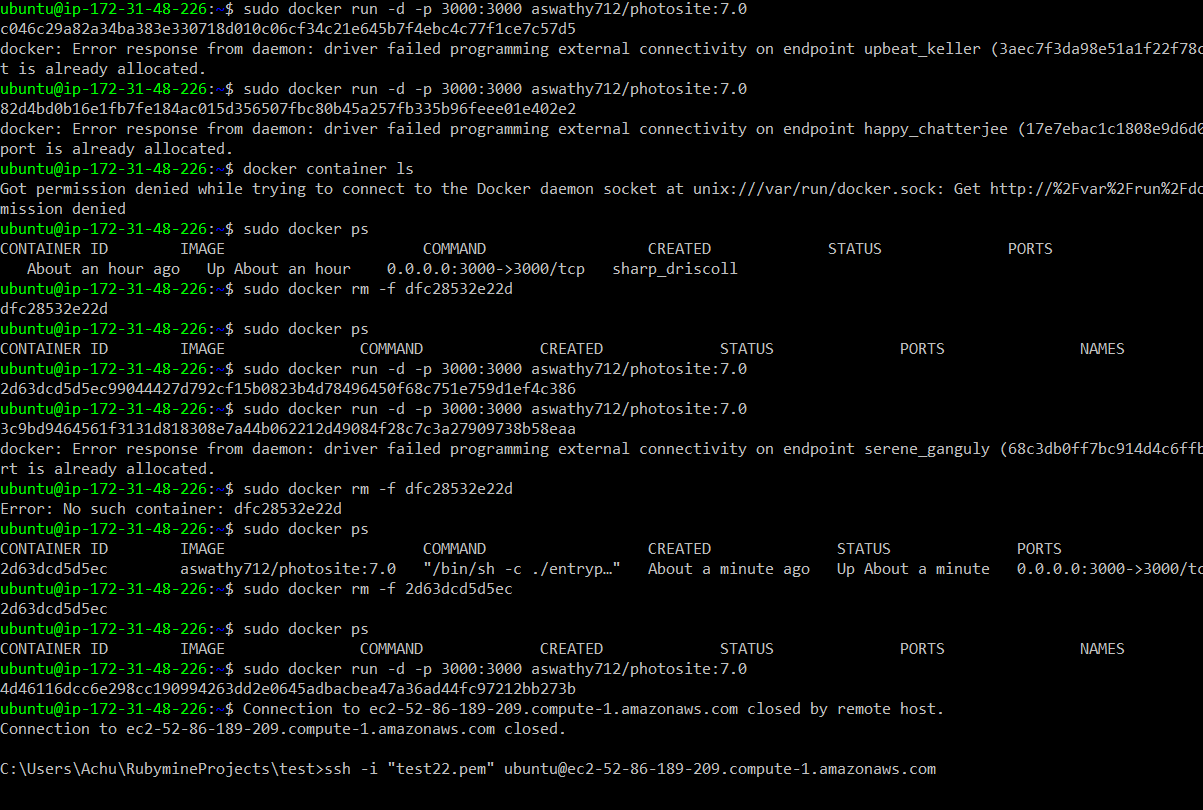 ubuntu@ip-172-31-48-226:~$ sudo docker run -d -p 3000:3000 aswathy712/photosite:7.0
c046c29a82a34ba383e330718d010c06cf34c21e645b7f4ebc4c77f1ce7c57d5
docker: Error response from daemon: driver failed programming external connectivity on endpoint upbeat_keller (3aec7f3da98e51a1f22f78c
t is already allocated.
ubuntu@ip-172-31-48-226:~$ sudo docker run -d -p 3000:3000 aswathy712/photosite:7.0
82d4bd0b16e1fb7fe184ac015d356507fbc80b45a257fb335b96feee01e402e2
docker: Error response from daemon: driver failed programming external connectivity on endpoint happy_chatterjee (17e7ebac1c1808e9d6d0
port is already allocated.
ubuntu@ip-172-31-48-226:~$ docker container ls
Got permission denied while trying to connect to the Docker daemon socket at unix:///var/run/docker.sock: Get http://%2Fvar%2Frun%2Fdo
mission denied
ubuntu@ip-172-31-48-226:~$ sudo docker ps
CONTAINER ID        IMAGE                      COMMAND                  CREATED             STATUS              PORTS
   About an hour ago   Up About an hour    0.0.0.0:3000->3000/tcp   sharp_driscoll
ubuntu@ip-172-31-48-226:~$ sudo docker rm -f dfc28532e22d
dfc28532e22d
ubuntu@ip-172-31-48-226:~$ sudo docker ps
CONTAINER ID        IMAGE               COMMAND             CREATED             STATUS              PORTS               NAMES
ubuntu@ip-172-31-48-226:~$ sudo docker run -d -p 3000:3000 aswathy712/photosite:7.0
2d63dcd5d5ec99044427d792cf15b0823b4d78496450f68c751e759d1ef4c386
ubuntu@ip-172-31-48-226:~$ sudo docker run -d -p 3000:3000 aswathy712/photosite:7.0
3c9bd9464561f3131d818308e7a44b062212d49084f28c7c3a27909738b58eaa
docker: Error response from daemon: driver failed programming external connectivity on endpoint serene_ganguly (68c3db0ff7bc914d4c6ffb
rt is already allocated.
ubuntu@ip-172-31-48-226:~$ sudo docker rm -f dfc28532e22d
Error: No such container: dfc28532e22d
ubuntu@ip-172-31-48-226:~$ sudo docker ps
CONTAINER ID        IMAGE                      COMMAND                  CREATED              STATUS              PORTS
2d63dcd5d5ec        aswathy712/photosite:7.0   "/bin/sh -c ./entryp…"   About a minute ago   Up About a minute   0.0.0.0:3000->3000/tc
ubuntu@ip-172-31-48-226:~$ sudo docker rm -f 2d63dcd5d5ec
2d63dcd5d5ec
ubuntu@ip-172-31-48-226:~$ sudo docker ps
CONTAINER ID        IMAGE               COMMAND             CREATED             STATUS              PORTS               NAMES
ubuntu@ip-172-31-48-226:~$ sudo docker run -d -p 3000:3000 aswathy712/photosite:7.0
4d46116dcc6e298cc190994263dd2e0645adbacbea47a36ad44fc97212bb273b
ubuntu@ip-172-31-48-226:~$ Connection to ec2-52-86-189-209.compute-1.amazonaws.com closed by remote host.
Connection to ec2-52-86-189-209.compute-1.amazonaws.com closed.
C:\Users\Achu\RubymineProjects\test>ssh -i "test22.pem" ubuntu@ec2-52-86-189-209.compute-1.amazonaws.com